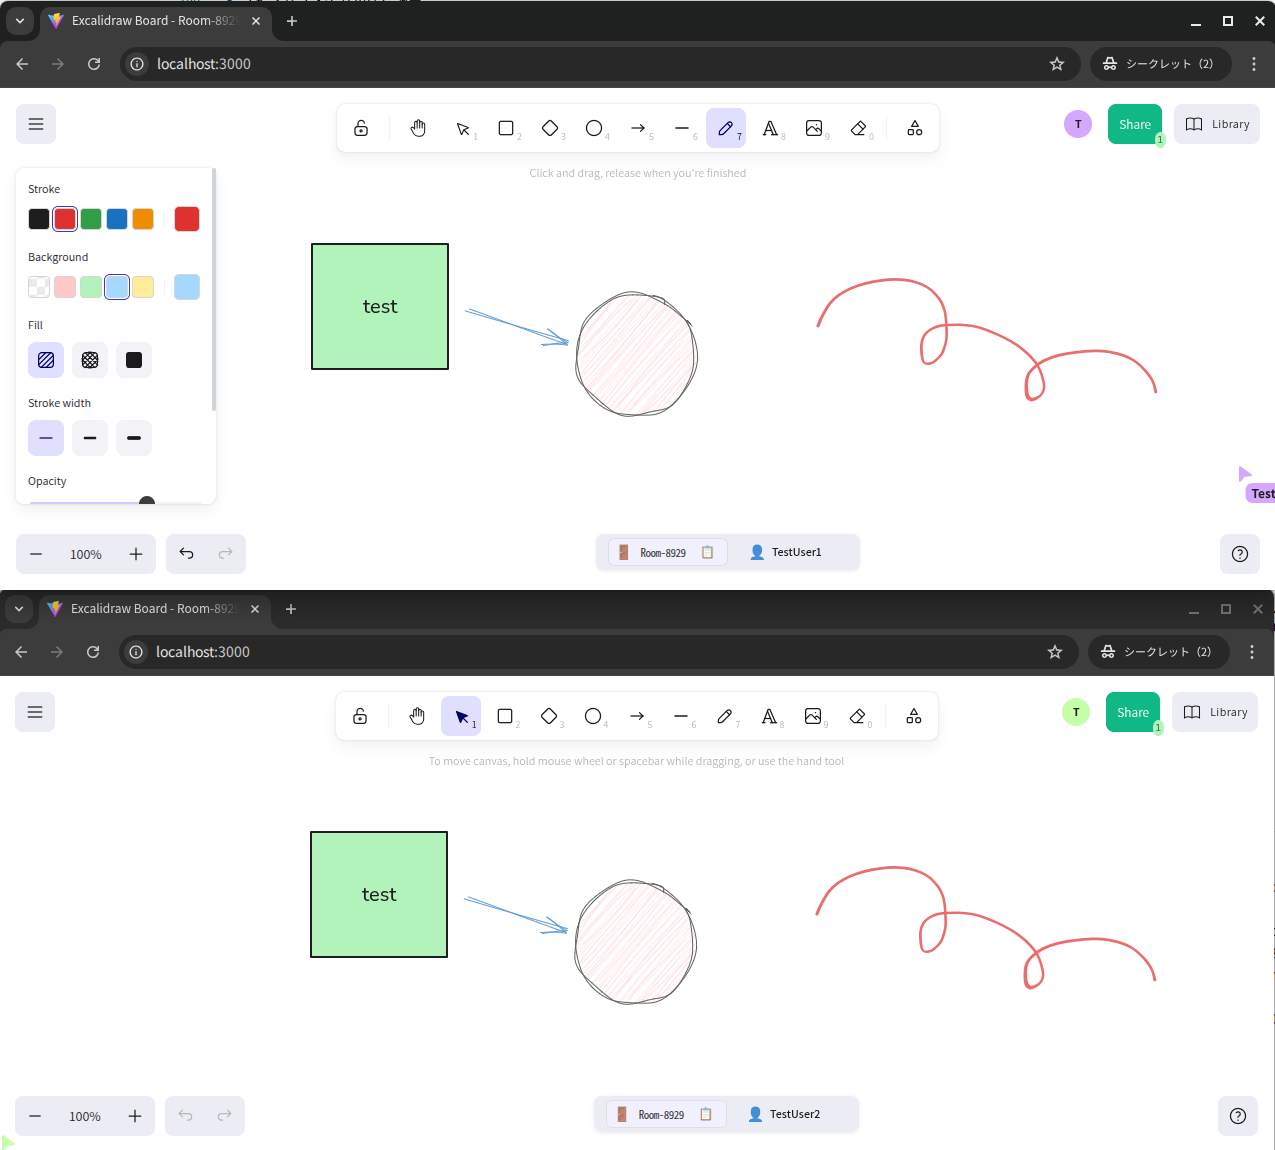 Excalidraw Board - Room-892
localhost:3000
シークレット（2）
1 2 3 4 5 6 7 8 9 0
T
Share
1
Library
Click and drag, release when you're finished
Stroke
Background
Fill
Stroke width
Opacity
test
Test
100%
Room-8929
TestUser1
Excalidraw Board - Room-892
localhost:3000
シークレット（2）
1 2 3 4 5 6 7 8 9 0
T
Share
1
Library
To move canvas, hold mouse wheel or spacebar while dragging, or use the hand tool
test
100%
Room-8929
TestUser2